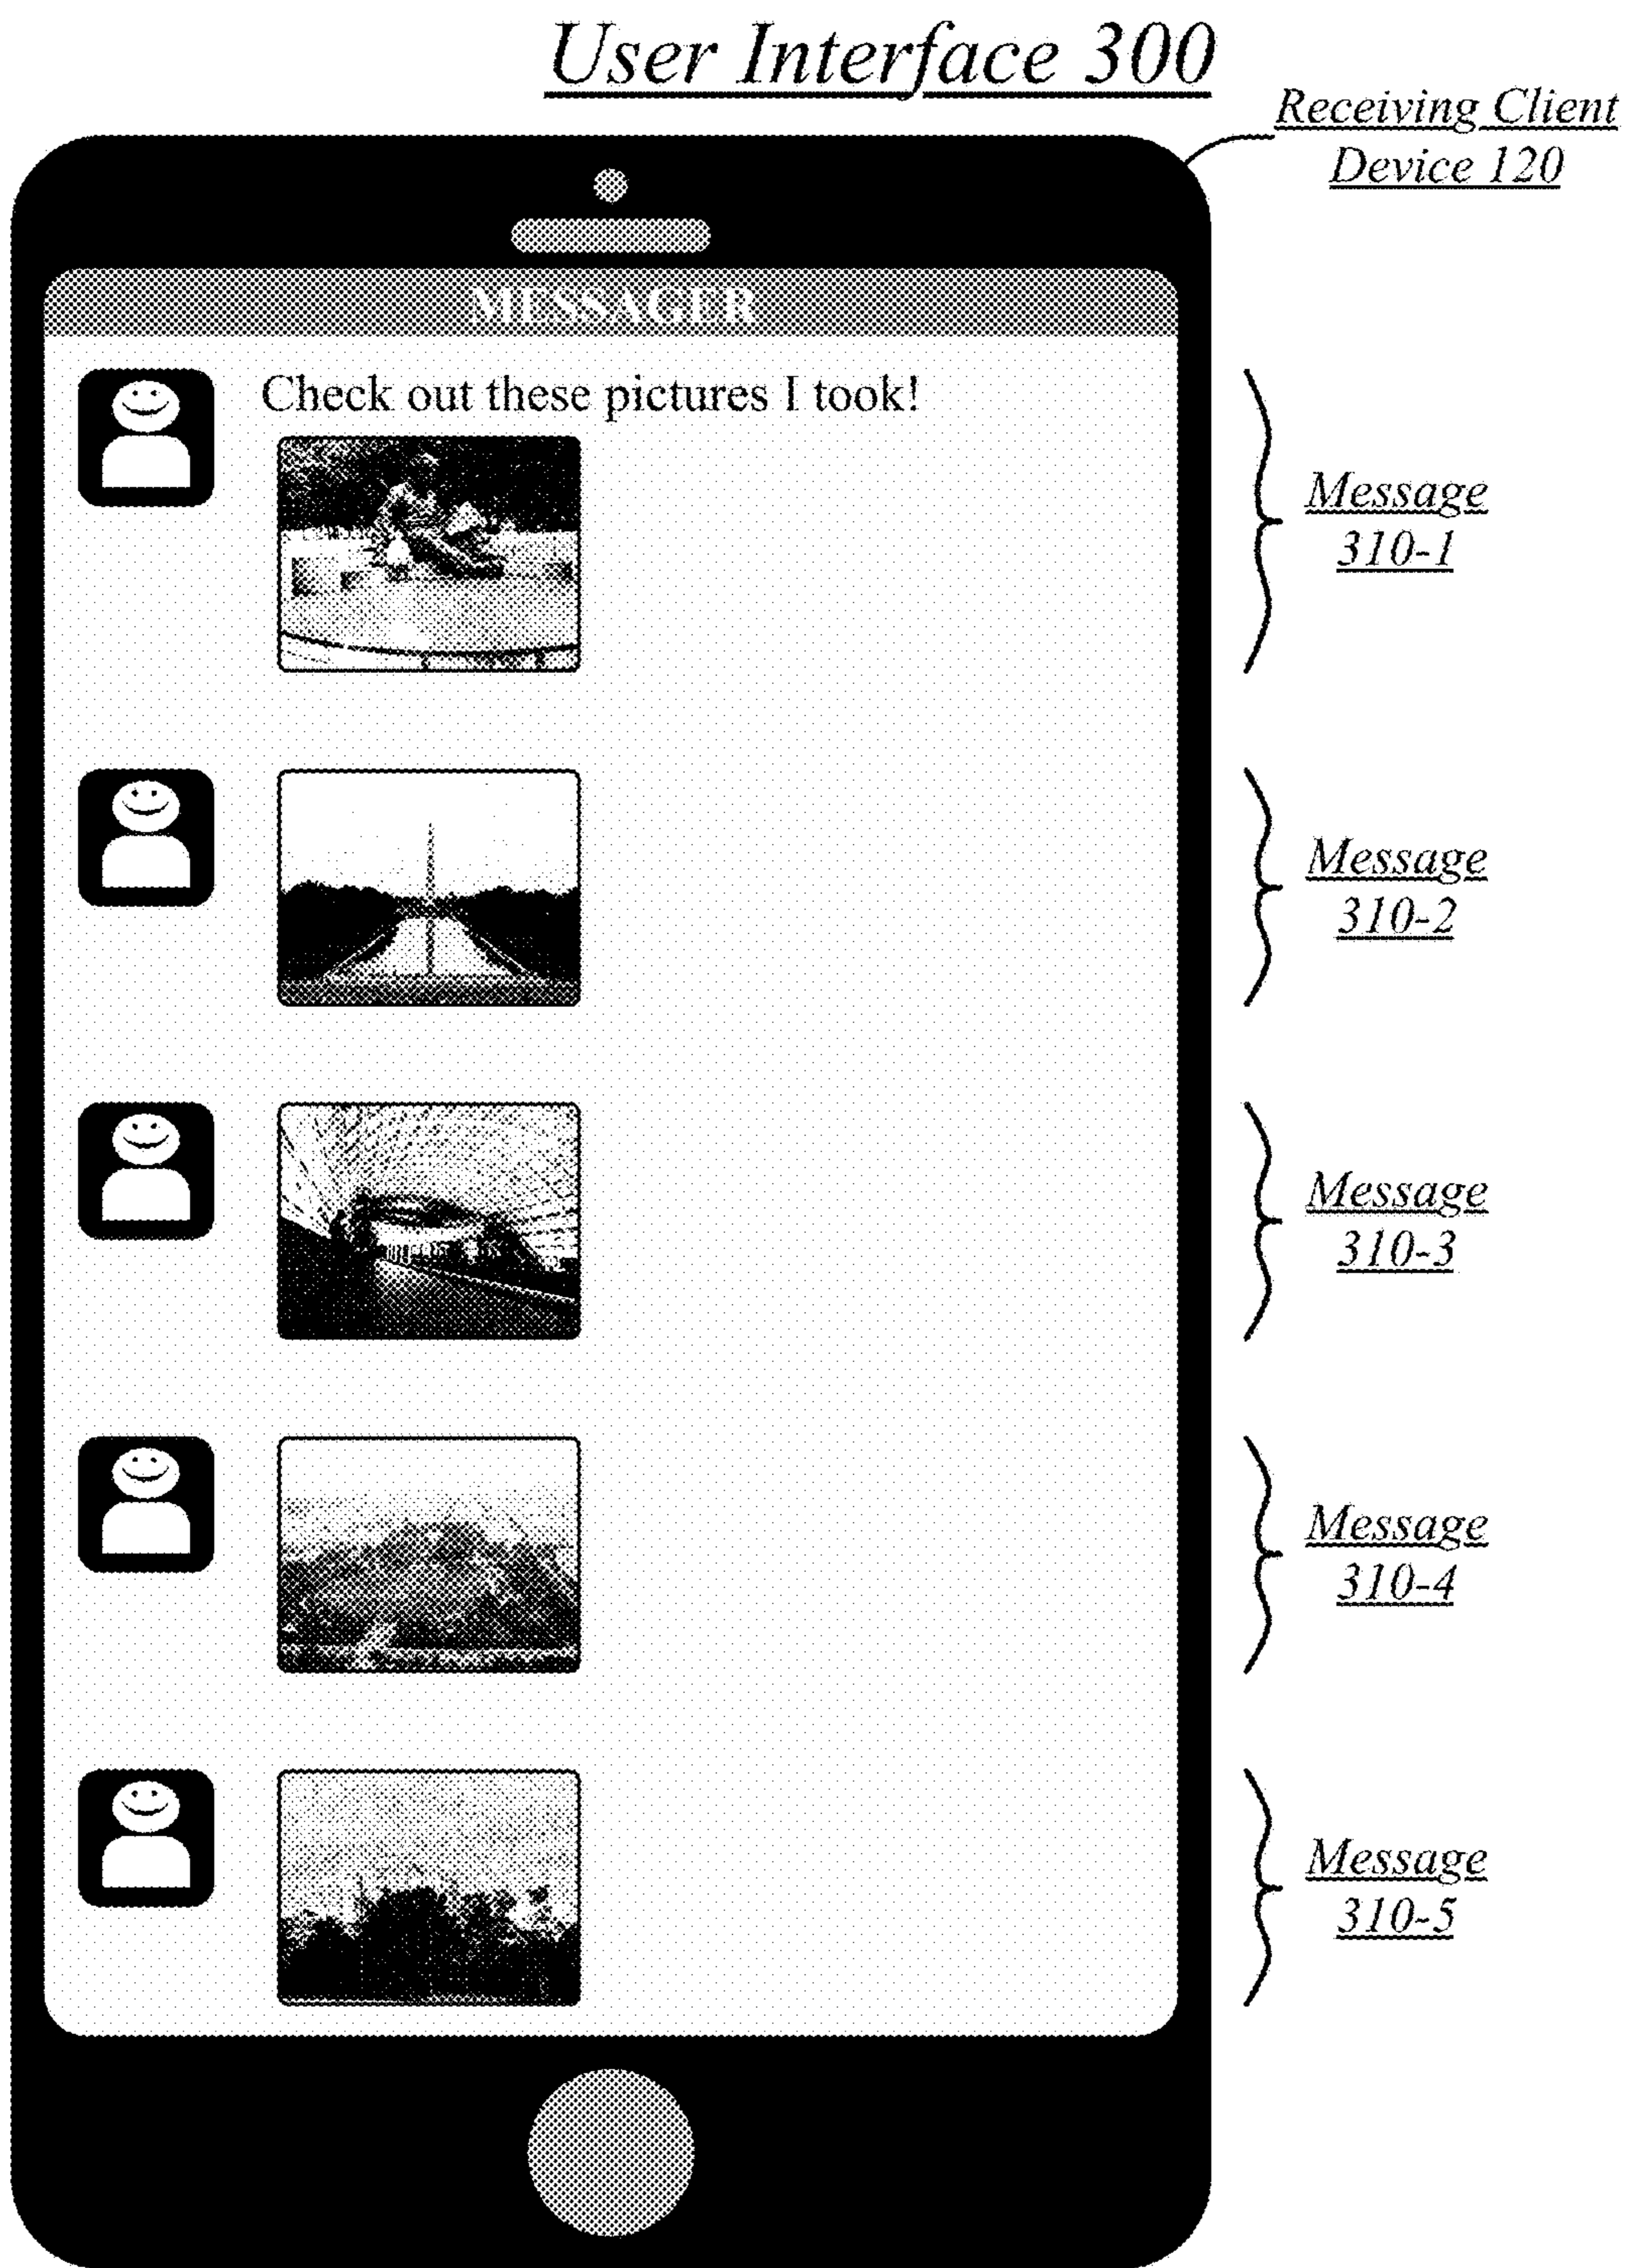 User Interface 300
Receiving Client
Device 120
MESSAGER
Check out these pictures I took!
Message
310-1
Message
310-2
Message
310-3
Message
310-4
Message
310-5